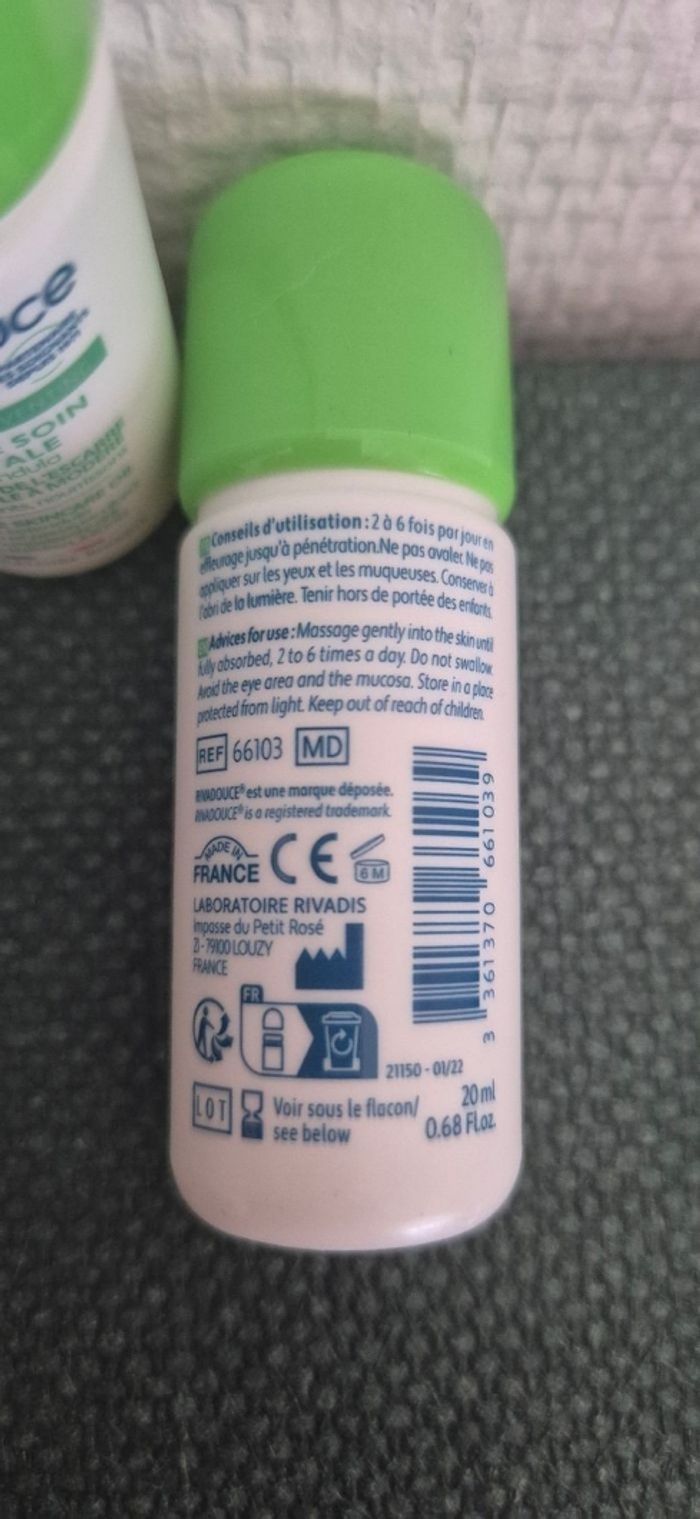 SOIN
ALE
Conseils d'utilisation : 2 à 6 fois par jour en
effleurage jusqu'à pénétration.Ne pas avaler. Ne pas
appliquer sur les yeux et les muqueuses. Conserver à
l'abri de la lumière. Tenir hors de portée des enfants.
Advices for use : Massage gently into the skin until
fully absorbed, 2 to 6 times a day. Do not swallow.
Avoid the eye area and the mucosa. Store in a place
protected from light. Keep out of reach of children.
REF 66103 MD
RIVADOUCE® est une marque déposée.
RIVADOUCE® is a registered trademark.
MADE IN
FRANCE CE 6 M
LABORATOIRE RIVADIS
Impasse du Petit Rosé
ZI - 79100 LOUZY
FRANCE
FR
3 361370 661039
21150 - 01/22
LOT Voir sous le flacon/
see below
20 ml
0.68 Fl.oz.